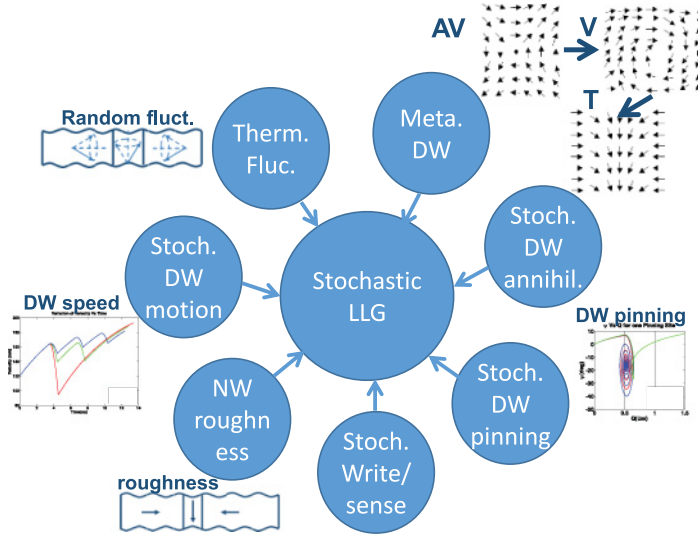 AV
V
T
Random fluct.
Therm.
Fluc.
Meta.
DW
Stoch.
DW
motion
Stochastic
LLG
Stoch.
DW
annihil.
DW speed
DW pinning
NW
roughn
ess
Stoch.
Write/
sense
Stoch.
DW
pinning
roughness